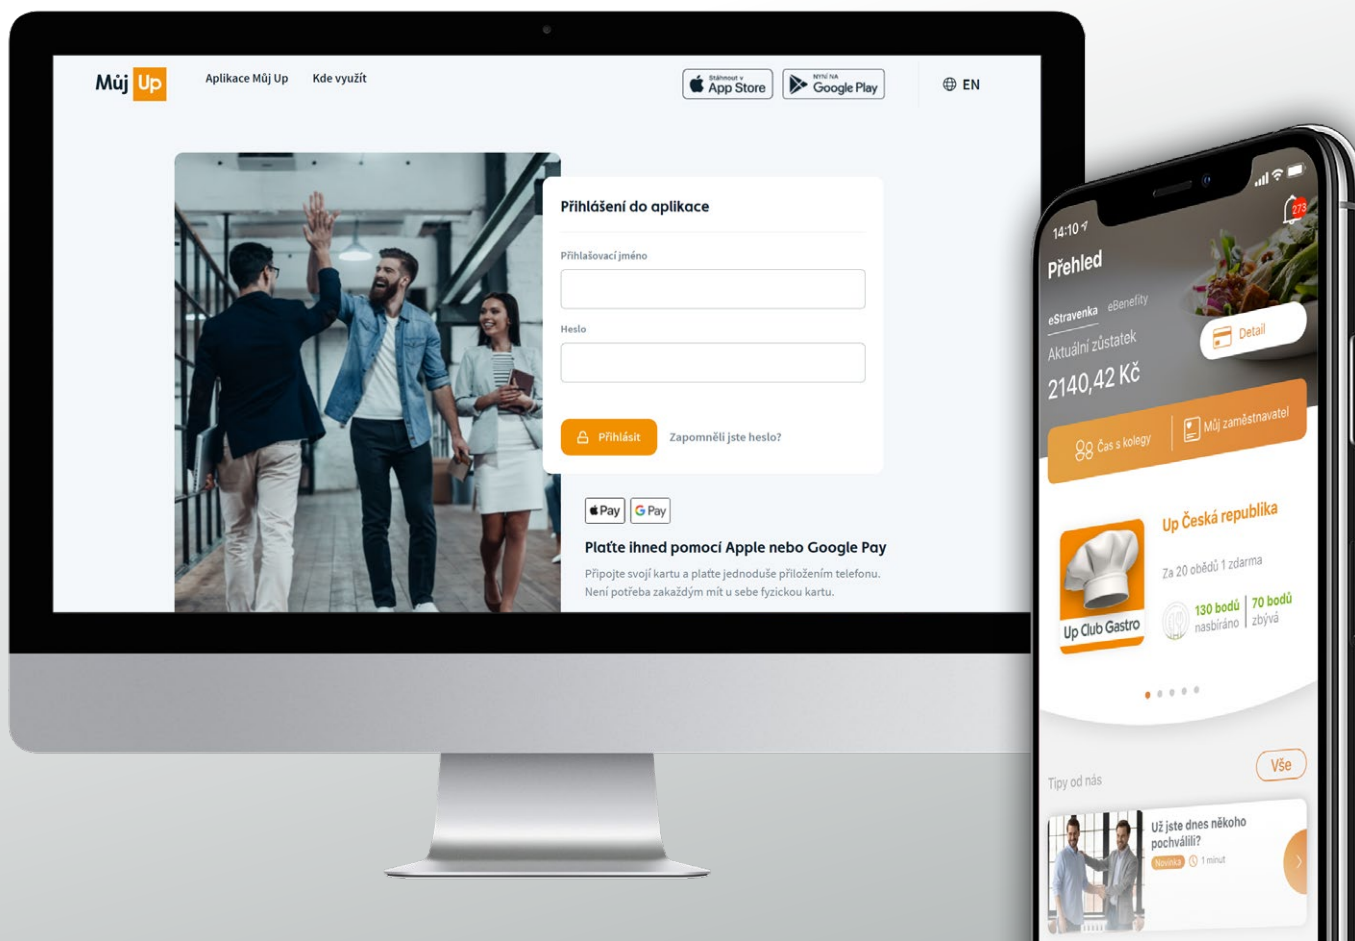 Můj Up
Aplikace Můj Up
Kde využít
Stáhnout v
App Store
NYNÍ NA
Google Play
EN
Přihlášení do aplikace
Přihlašovací jméno
Heslo
Přihlásit
Zapomněli jste heslo?
Pay
G Pay
Plaťte ihned pomocí Apple nebo Google Pay
Připojte svojí kartu a plaťte jednoduše přiložením telefonu.
Není potřeba zakaždým mít u sebe fyzickou kartu.
14:10
273
Přehled
eStravenka eBenefity
Aktuální zůstatek
2140,42 Kč
Detail
Čas s kolegy
Můj zaměstnavatel
Up Club Gastro
Up Česká republika
Za 20 obědů 1 zdarma
130 bodů
nasbíráno
70 bodů
zbývá
Tipy od nás
Vše
Už jste dnes někoho
pochválili?
Novinka
1 minut